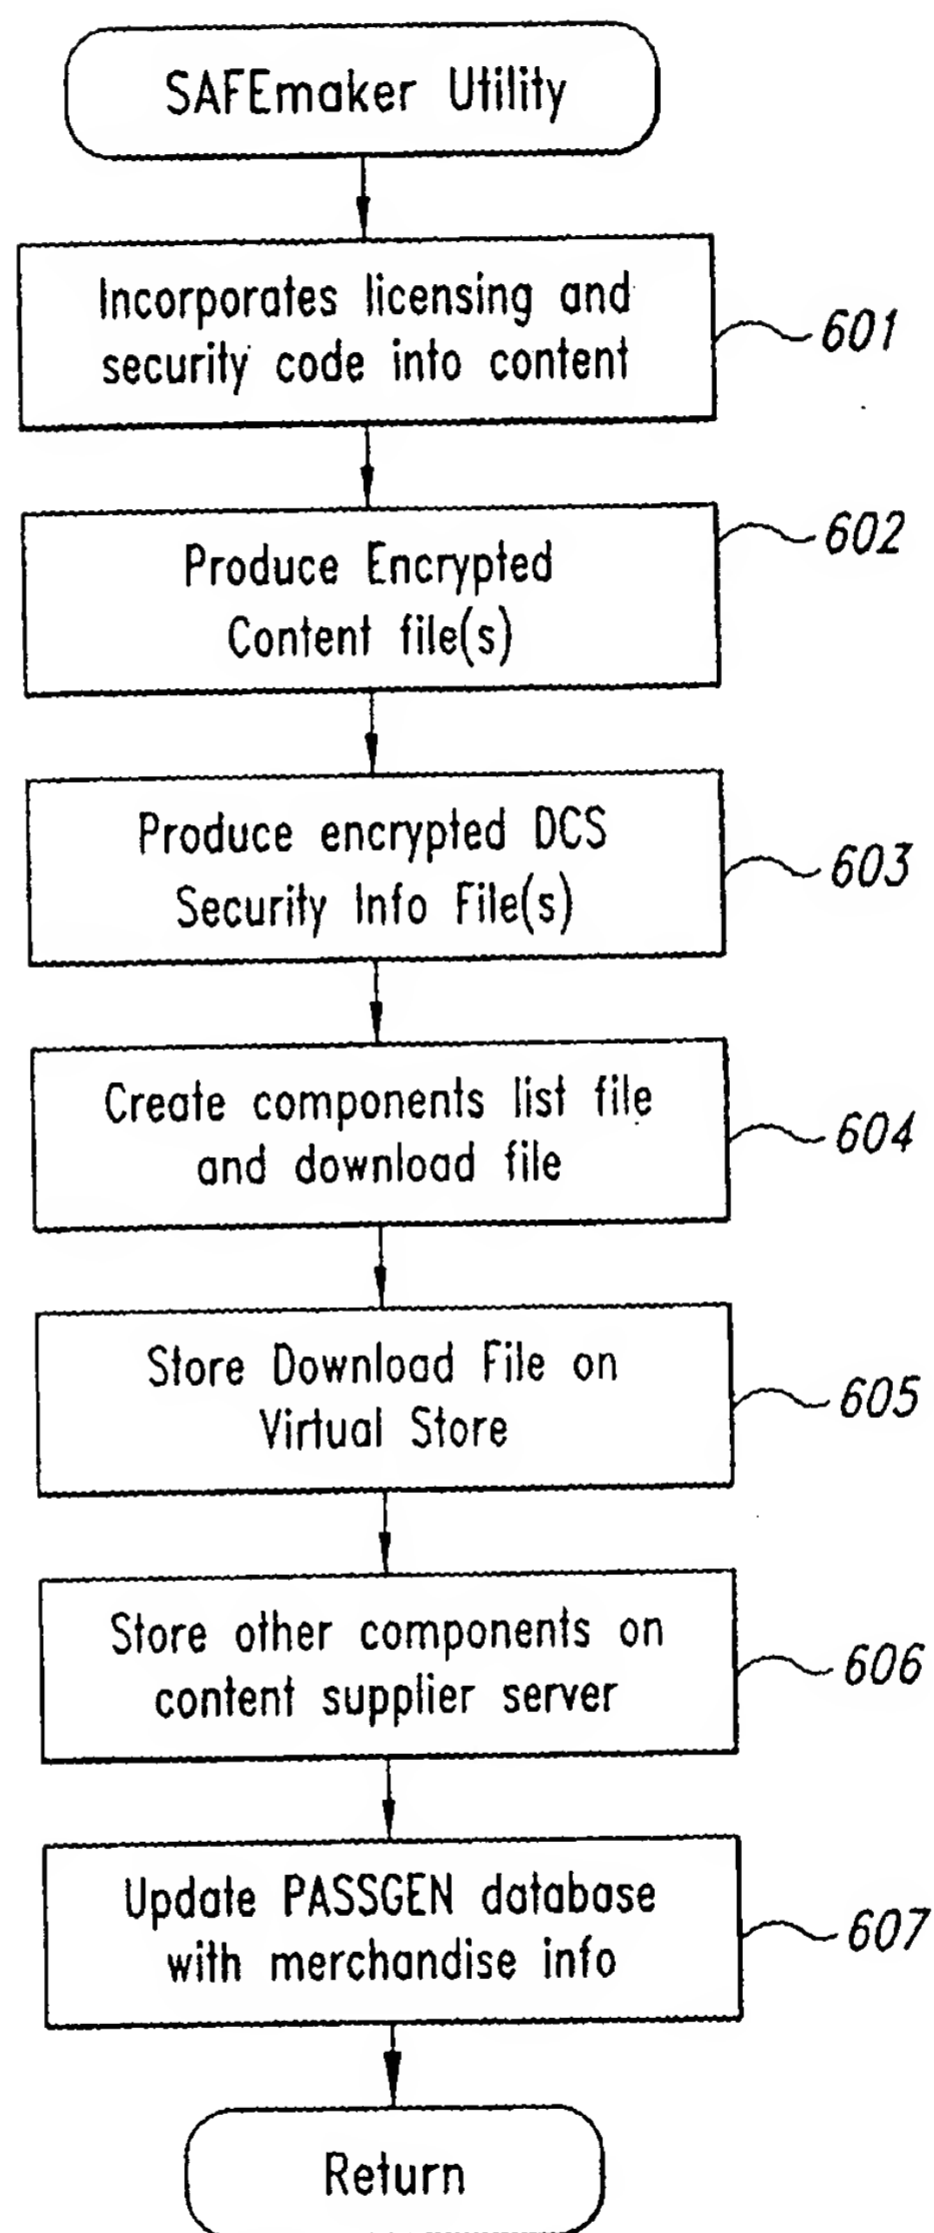 SAFEmaker Utility
Incorporates licensing and
security code into content
601
Produce Encrypted
Content file(s)
602
Produce encrypted DCS
Security Info File(s)
603
Create components list file
and download file
604
Store Download File on
Virtual Store
605
Store other components on
content supplier server
606
Update PASSGEN database
with merchandise info
607
Return